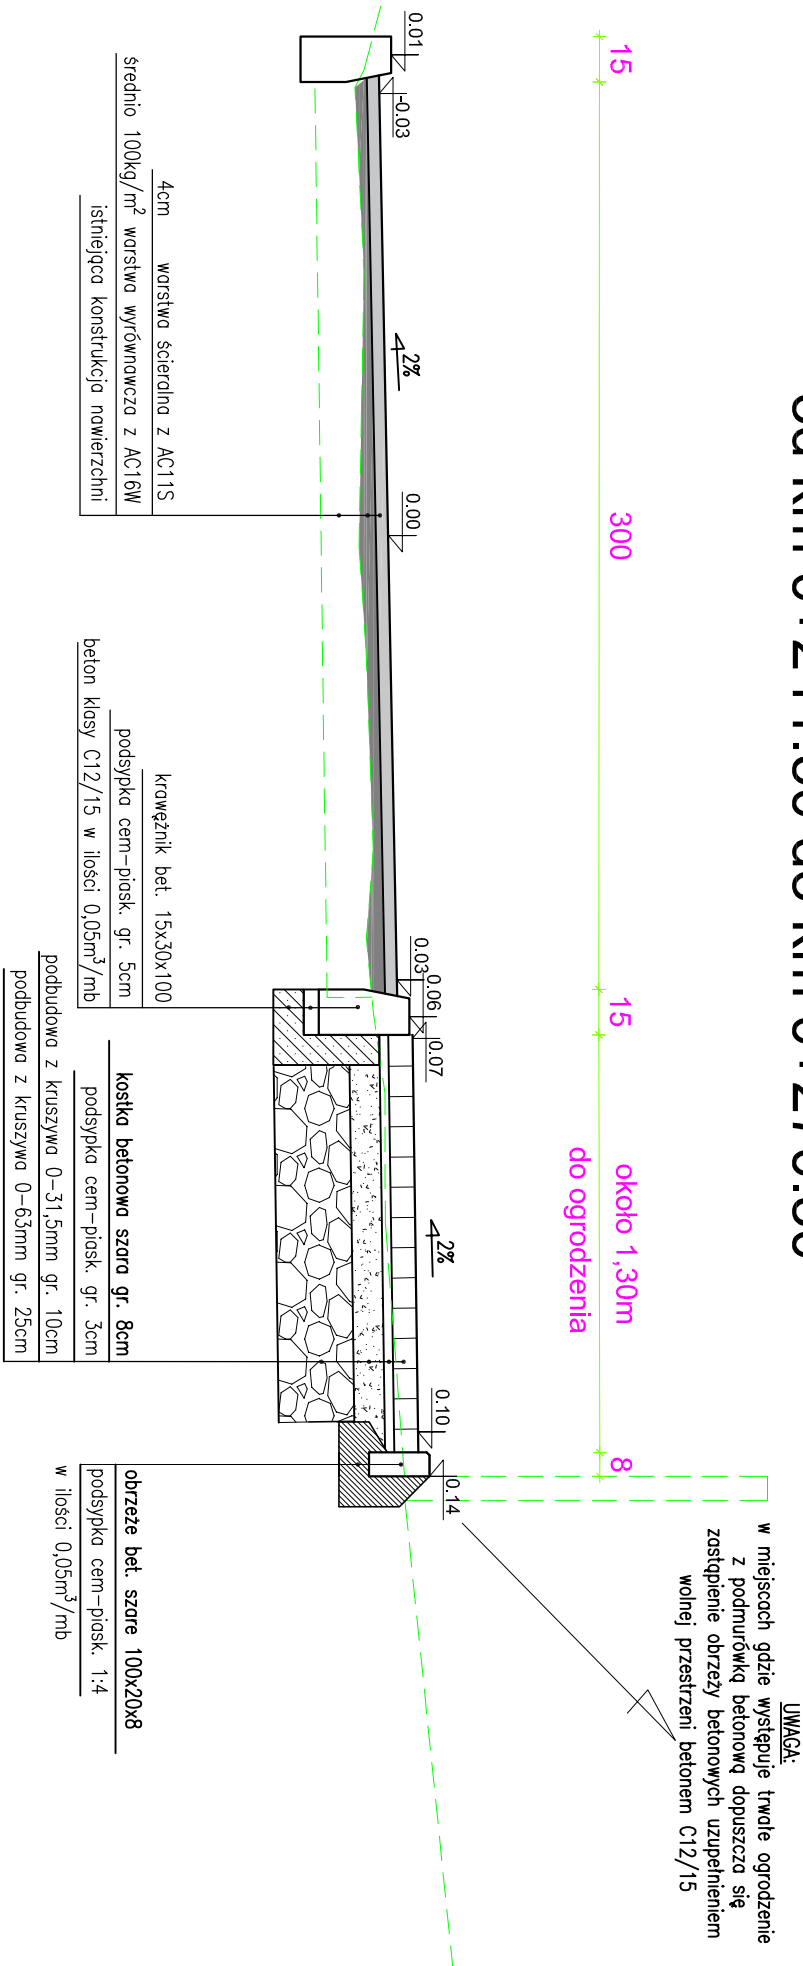 od km do km
UWAGA:
w miejscach gdzie występuje trwałe ogrodzenie
z podmurówką betonową dopuszcza się
zastąpienie obrzeży betonowych uzupełnieniem
wolnej przestrzeni betonem C12/15
15
300
15
około 1,30m
do ogrodzenia
8
0.01
-0.03
2%
0.00
0.03
0.06
0.07
2%
0.10
0.14
4cm warstwa ścieralna z AC11S
średnio 100kg/m² warstwa wyrównawcza z AC16W
istniejąca konstrukcja nawierzchni
krawężnik bet. 15x30x100
podsypka cem-piask. gr. 5cm
beton klasy C12/15 w ilości 0,05m³/mb
kostka betonowa szara gr. 8cm
podsypka cem-piask. gr. 3cm
podbudowa z kruszywa 0-31,5mm gr. 10cm
podbudowa z kruszywa 0-63mm gr. 25cm
obrzeże bet. szare 100x20x8
podsypka cem-piask. 1:4
w ilości 0,05m³/mb